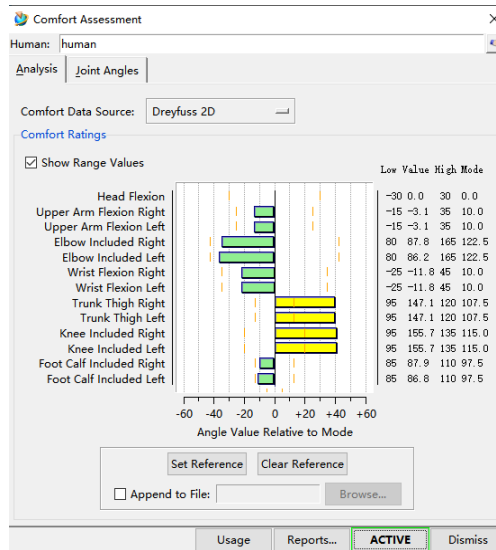 Comfort Assessment
Human: human
Analysis Joint Angles
Comfort Data Source: Dreyfuss 2D
Comfort Ratings
Show Range Values
Low Value High Mode
Head Flexion -30 0.0 30 0.0
Upper Arm Flexion Right -15 -3.1 35 10.0
Upper Arm Flexion Left -15 -3.1 35 10.0
Elbow Included Right 80 87.8 165 122.5
Elbow Included Left 80 86.2 165 122.5
Wrist Flexion Right -25 -11.8 45 10.0
Wrist Flexion Left -25 -11.8 45 10.0
Trunk Thigh Right 95 147.1 120 107.5
Trunk Thigh Left 95 147.1 120 107.5
Knee Included Right 95 155.7 135 115.0
Knee Included Left 95 155.7 135 115.0
Foot Calf Included Right 85 87.9 110 97.5
Foot Calf Included Left 85 86.8 110 97.5
-60 -40 -20 0 +20 +40 +60
Angle Value Relative to Mode
Set Reference Clear Reference
Append to File: Browse...
Usage Reports... ACTIVE Dismiss